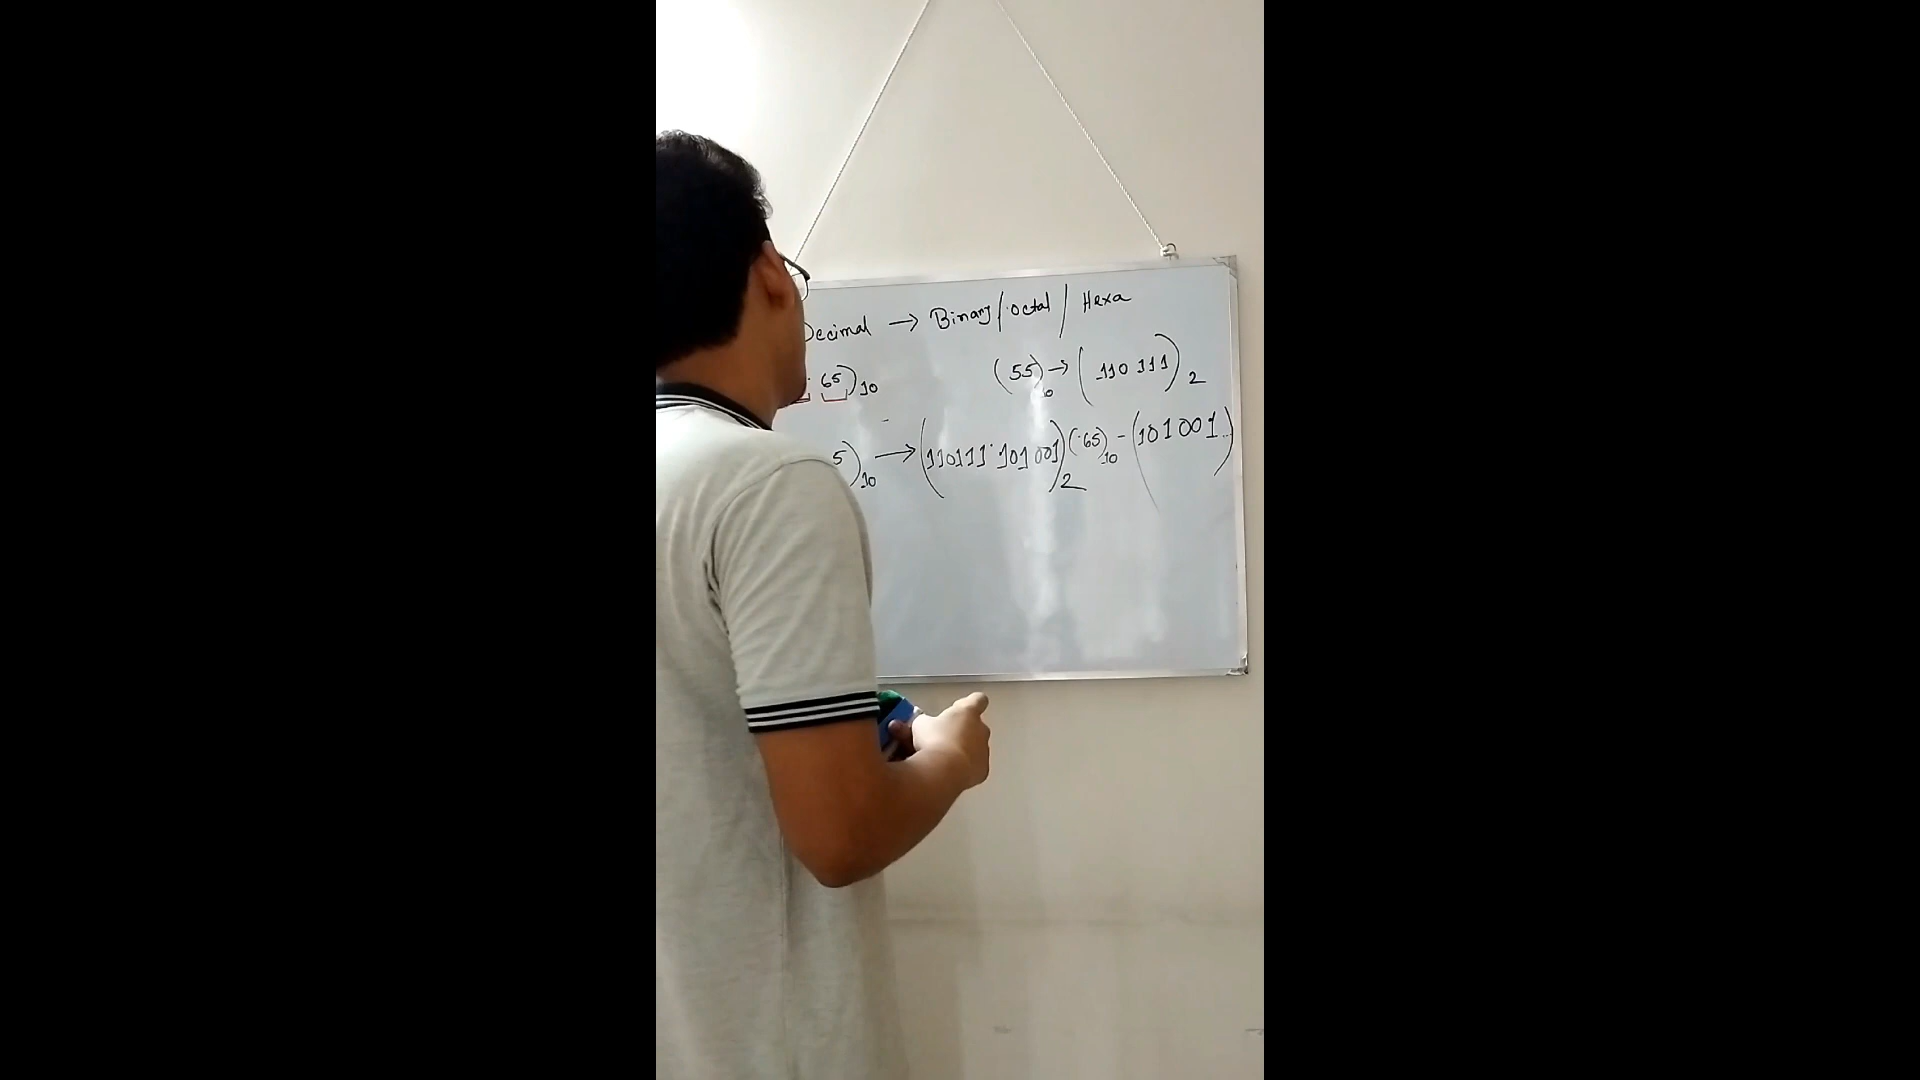 Decimal → Binary / octal / Hexa
. 65)10 (55)10 → (110 111)2
5)10 → (110111.101001)2 (.65)10 - (101001..)